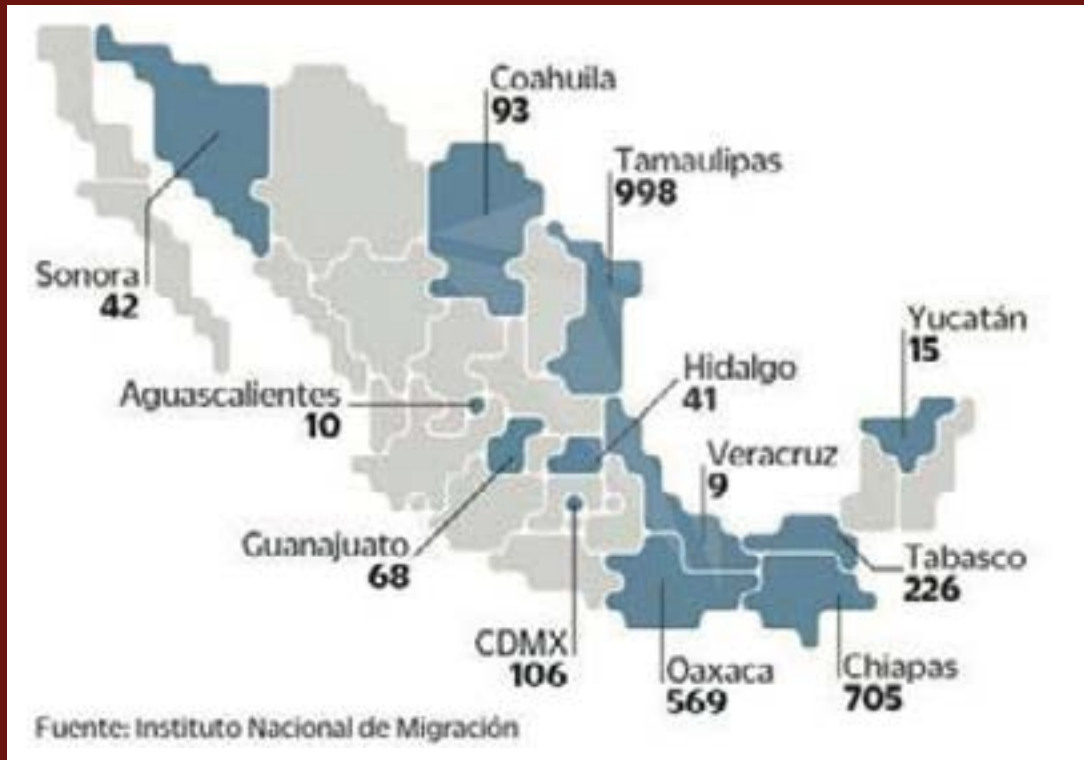 Coahuila
93
Tamaulipas
998
Sonora
42
Yucatán
15
Hidalgo
41
Aguascalientes
10
Veracruz
9
Guanajuato
68
Tabasco
226
CDMX
106
Oaxaca
569
Chiapas
705
Fuente: Instituto Nacional de Migración